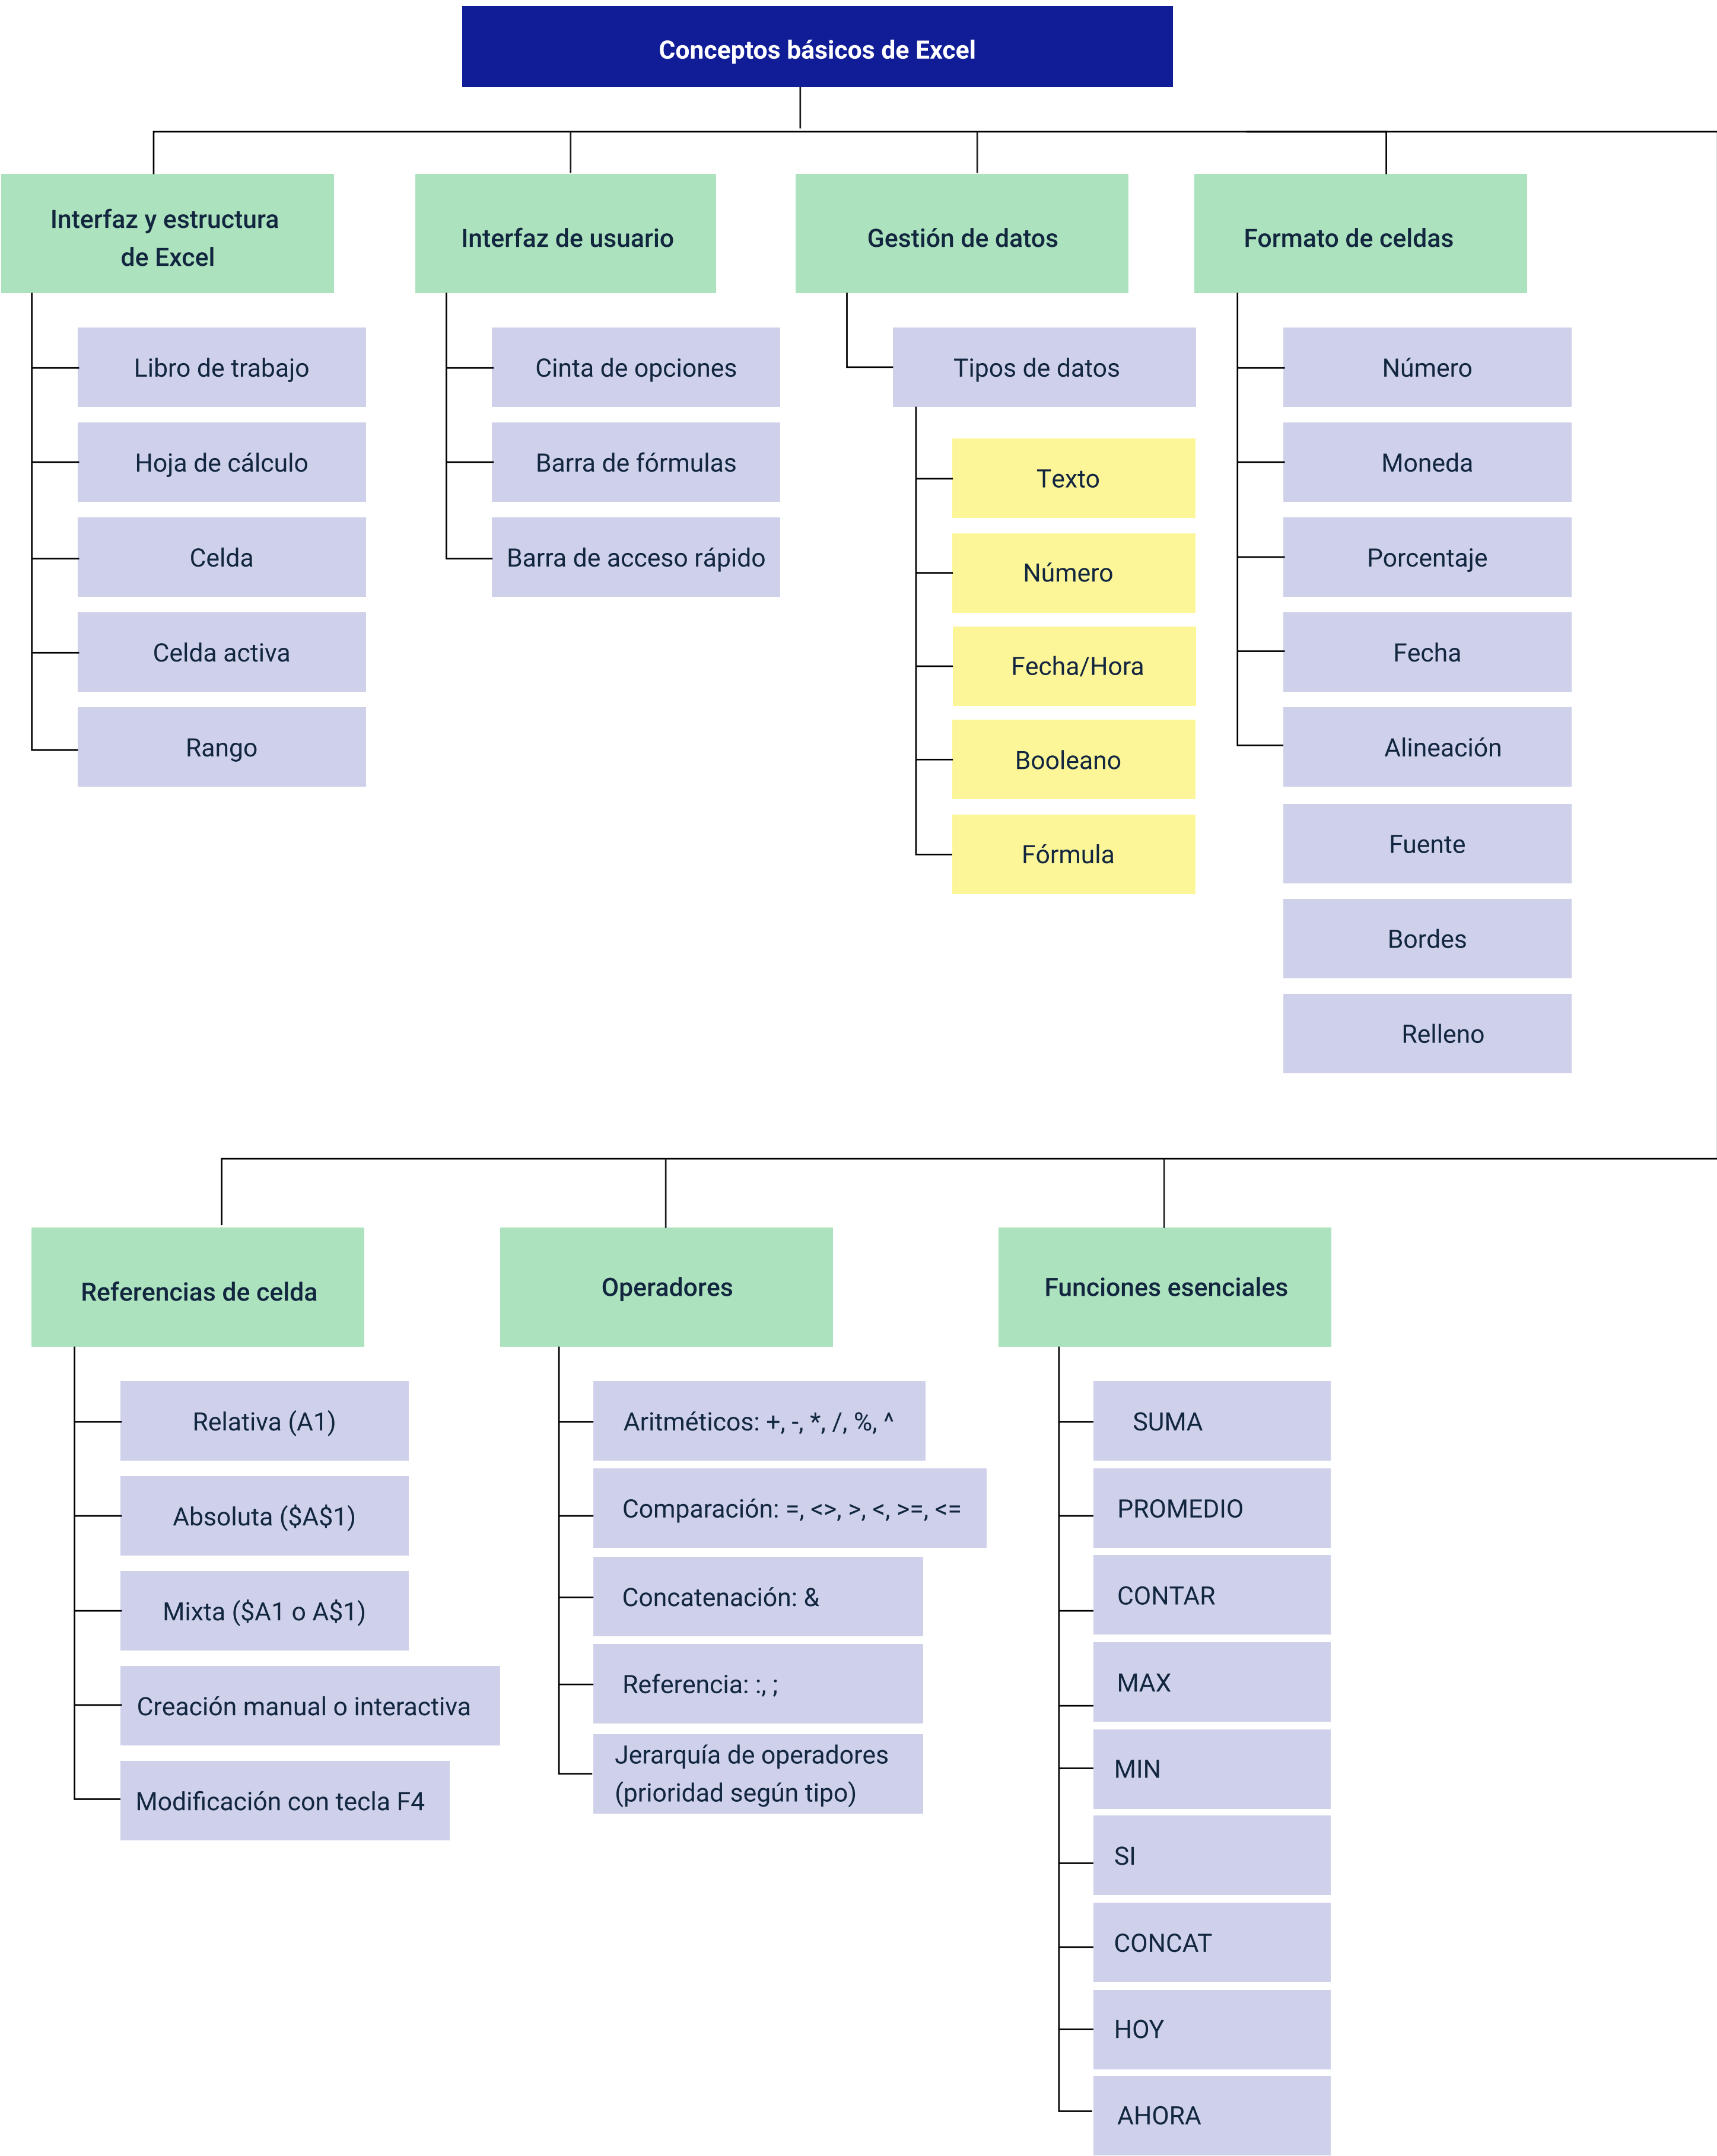 Conceptos básicos de Excel
Interfaz y estructura
de Excel
Libro de trabajo
Hoja de cálculo
Celda
Celda activa
Rango
Interfaz de usuario
Cinta de opciones
Barra de fórmulas
Barra de acceso rápido
Gestión de datos
Tipos de datos
Texto
Número
Fecha/Hora
Booleano
Fórmula
Formato de celdas
Número
Moneda
Porcentaje
Fecha
Alineación
Fuente
Bordes
Relleno
Referencias de celda
Relativa (A1)
Absoluta ($A$1)
Mixta ($A1 o A$1)
Creación manual o interactiva
Modificación con tecla F4
Operadores
Aritméticos: +, -, *, /, %, ^
Comparación: =, <>, >, <, >=, <=
Concatenación: &
Referencia: :, ;
Jerarquía de operadores
(prioridad según tipo)
Funciones esenciales
SUMA
PROMEDIO
CONTAR
MAX
MIN
SI
CONCAT
HOY
AHORA